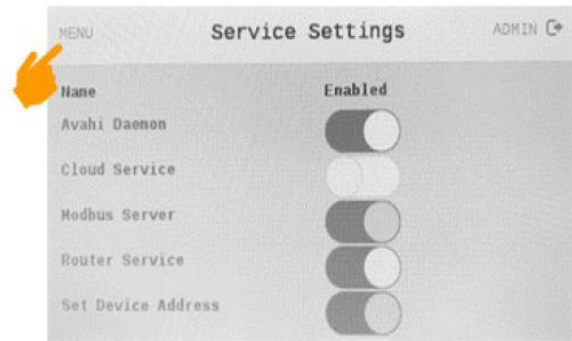 MENU Service Settings ADMIN
Name Enabled
Avahi Daemon
Cloud Service
Modbus Server
Router Service
Set Device Address